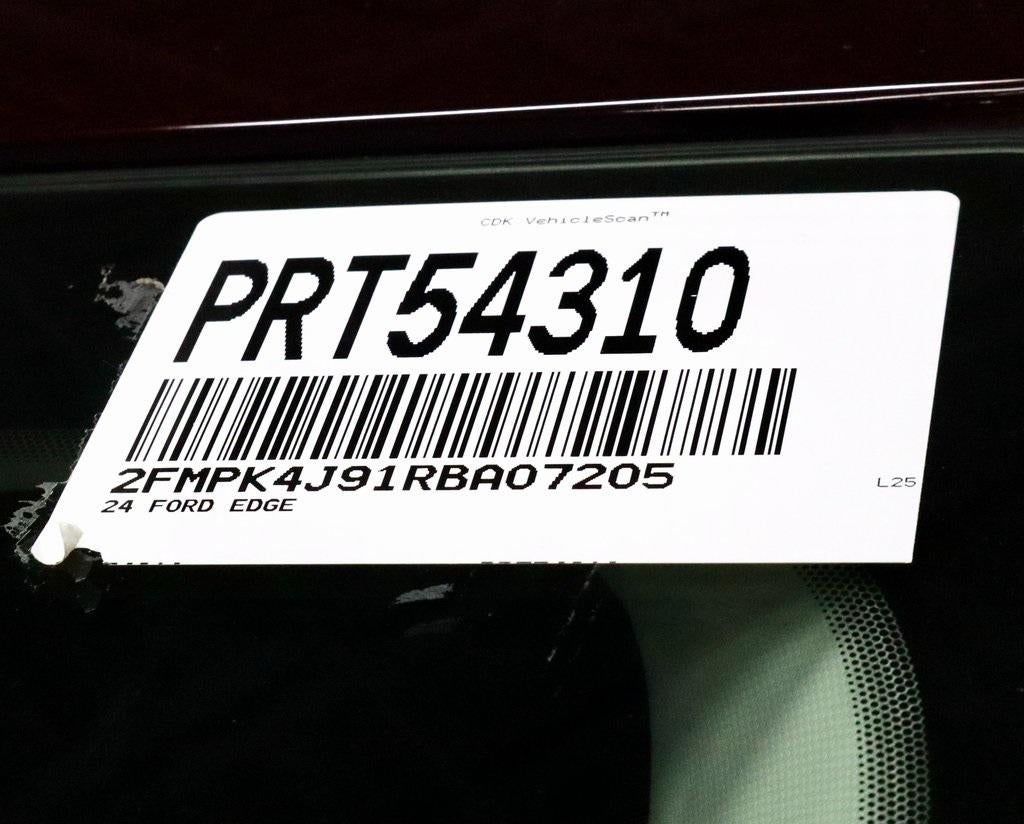 CDK VehicleScan™
PRT54310
2FMPK4J91RBA07205
24 FORD EDGE
L25